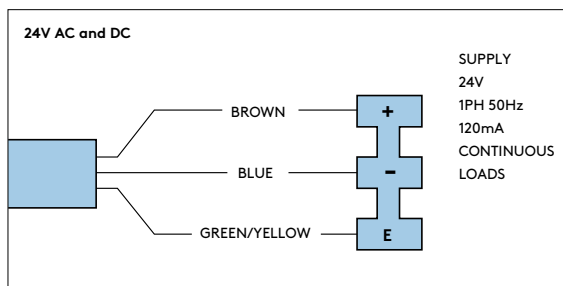 24V AC and DC
BROWN
+
BLUE
-
GREEN/YELLOW
E
SUPPLY
24V
1PH 50Hz
120mA
CONTINUOUS
LOADS